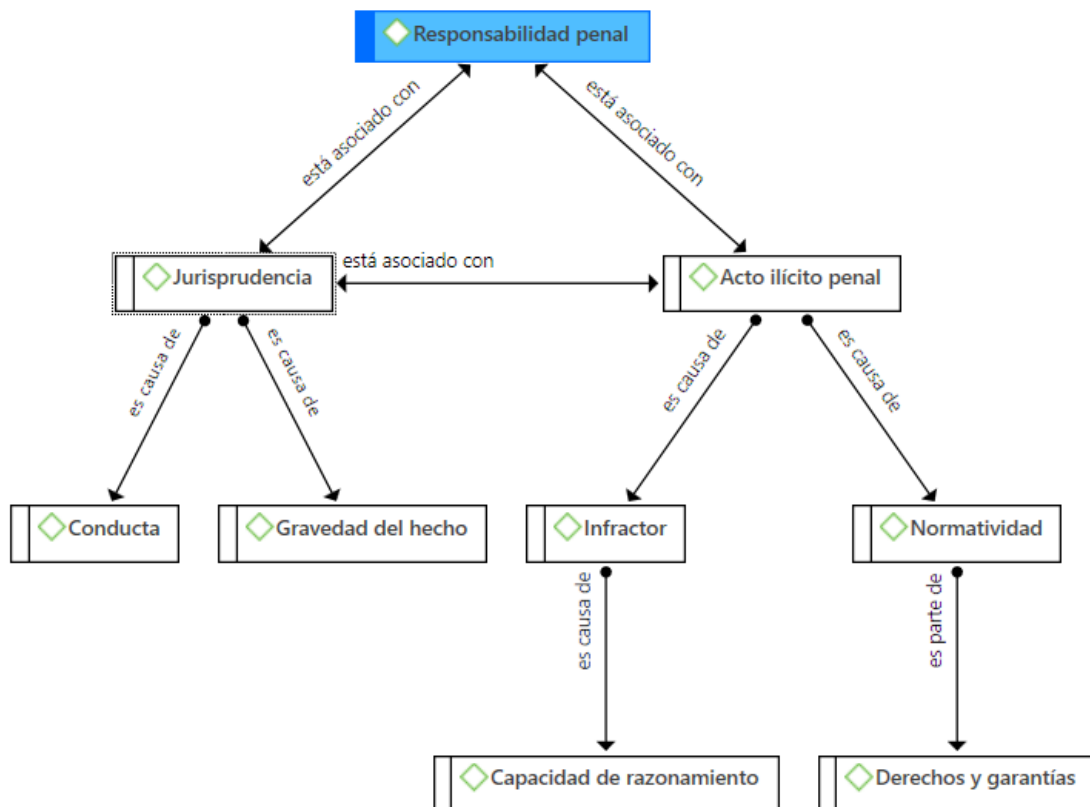 Responsabilidad penal
está asociado con
está asociado con
Jurisprudencia
está asociado con
Acto ilícito penal
es causa de
es causa de
es causa de
es causa de
Conducta
Gravedad del hecho
Infractor
Normatividad
es causa de
es parte de
Capacidad de razonamiento
Derechos y garantías